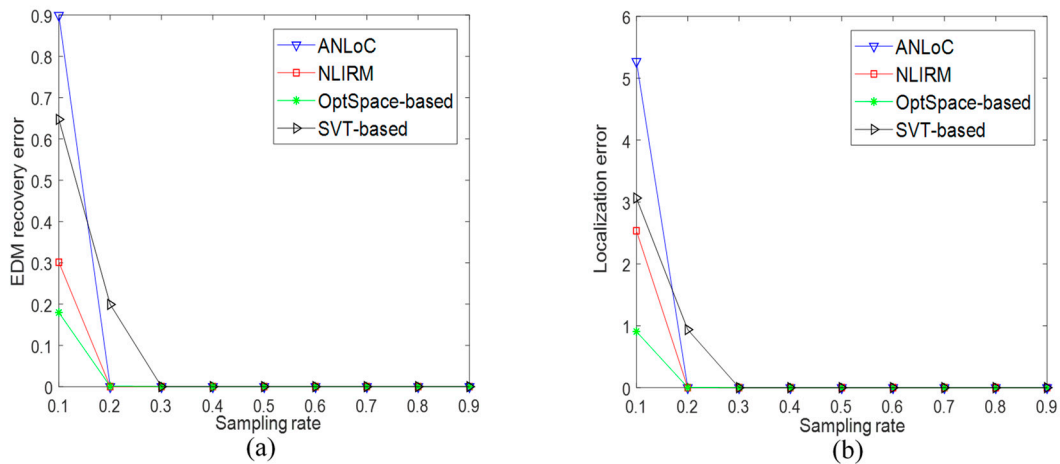 0.9
0.8
0.7
0.6
0.5
0.4
0.3
0.2
0.1
0
EDM recovery error
ANLoC
NLIRM
OptSpace-based
SVT-based
0.1 0.2 0.3 0.4 0.5 0.6 0.7 0.8 0.9
Sampling rate
(a)
6
5
4
3
2
1
0
Localization error
ANLoC
NLIRM
OptSpace-based
SVT-based
0.1 0.2 0.3 0.4 0.5 0.6 0.7 0.8 0.9
Sampling rate
(b)